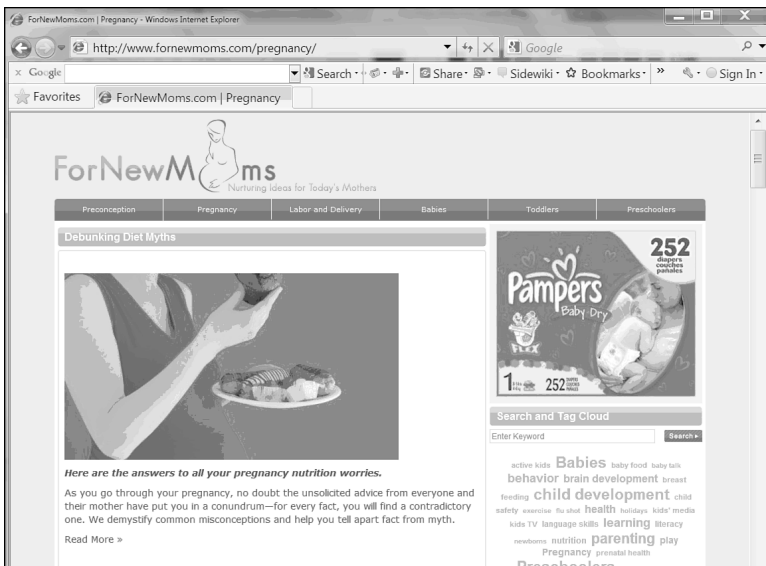 ForNewMoms.com | Pregnancy - Windows Internet Explorer
http://www.fornewmoms.com/pregnancy/
Google
x Google Search Share Sidewiki Bookmarks » Sign In
Favorites ForNewMoms.com | Pregnancy
ForNewMoms
Nurturing Ideas for Today's Mothers
Preconception Pregnancy Labor and Delivery Babies Toddlers Preschoolers
Debunking Diet Myths
252
diapers
couches
pañales
Pampers
Baby Dry
FLEX
1
252
Here are the answers to all your pregnancy nutrition worries.
As you go through your pregnancy, no doubt the unsolicited advice from everyone and
their mother have put you in a conundrum—for every fact, you will find a contradictory
one. We demystify common misconceptions and help you tell apart fact from myth.
Read More »
Search and Tag Cloud
Enter Keyword Search
active kids Babies baby food baby talk
behavior brain development breast
feeding child development child
safety exercise flu shot health holidays kids' media
kids TV language skills learning literacy
newborns nutrition parenting play
Pregnancy prenatal health
Preschoolers